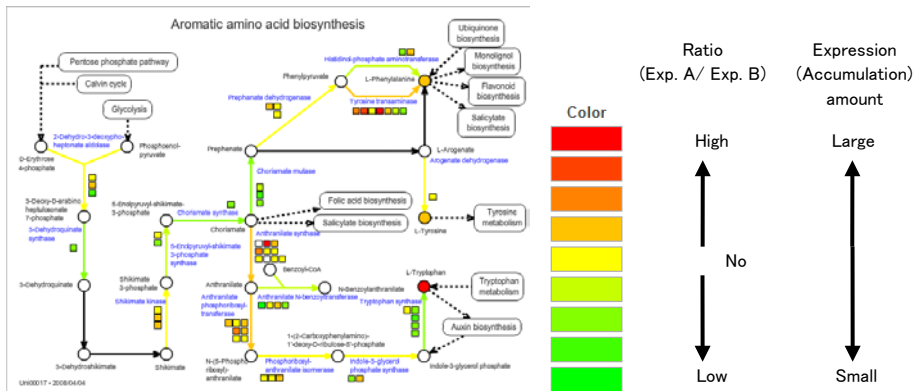 Aromatic amino acid biosynthesis
Pentose phosphate pathway
Calvin cycle
Glycolysis
2-Dehydro-3-deoxypho-
heptonate aldolase
D-Erythrose
4-phosphate
Phosphoenol-
pyruvate
3-Deoxy-D-arabino
heptulosonate
7-phosphate
3-Dehydroquinate
synthase
3-Dehydroquinate
3-Dehydroshikimate
Shikimate
Shikimate kinase
Shikimate
3-phosphate
5-Enolpyruvyl-shikimate-
3-phosphate
5-Enolpyruvyl-shikimate
3-phosphate
synthase
Chorismate synthase
Chorismate
Chorismate mutase
Prephenate
Prephenate dehydrogenase
Phenylpyruvate
Histidinol-phosphate aminotransferase
L-Phenylalanine
Tyrosine transaminase
Ubiquinone
biosynthesis
Monolignol
biosynthesis
Flavonoid
biosynthesis
Salicylate
biosynthesis
L-Arogenate
Arogenate dehydrogenase
L-Tyrosine
Tyrosine
metabolism
Folic acid biosynthesis
Salicylate biosynthesis
Anthranilate synthase
Benzoyl-CoA
Anthranilate
N-benzoylanthranilate
Anthranilate N-benzoyltransferase
Anthranilate
phosphoribosyl-
transferase
N-(5-Phospho
ribosyl)-
anthranilate
Phosphoribosyl-
anthranilate isomerase
1-(2-Carboxyphenylamino)-
1'-deoxy-D-ribulose-5'-phosphate
Indole-3-glycerol
phosphate synthase
Indole-3-glycerol phosphate
Tryptophan synthase
L-Tryptophan
Tryptophan
metabolism
Auxin biosynthesis
Uni00017 • 2008/04/04
Color
Ratio
(Exp. A/ Exp. B)
High
No
Low
Expression
(Accumulation)
amount
Large
Small